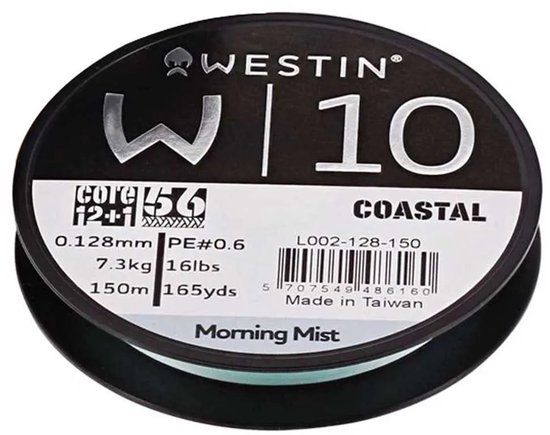 WESTIN®
W | 10
core 12+1 56
COASTAL
0.128mm PE#0.6
7.3kg 16lbs
150m 165yds
L002-128-150
5 707549 486160
Made in Taiwan
Morning Mist